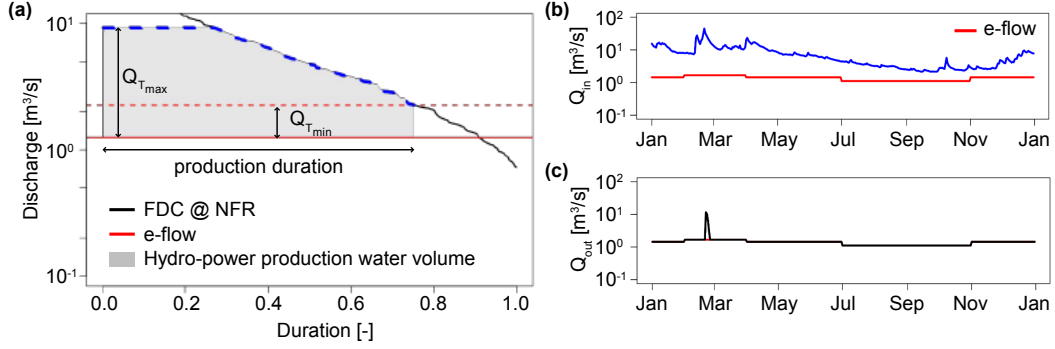 (a)
10¹
10⁰
10⁻¹
Discharge [m³/s]
Q_Tmax
Q_Tmin
production duration
FDC @ NFR
e-flow
Hydro-power production water volume
0.0 0.2 0.4 0.6 0.8 1.0
Duration [-]
(b)
e-flow
10²
10¹
10⁰
10⁻¹
Q_in [m³/s]
Jan Mar May Jul Sep Nov Jan
(c)
10²
10¹
10⁰
10⁻¹
Q_out [m³/s]
Jan Mar May Jul Sep Nov Jan